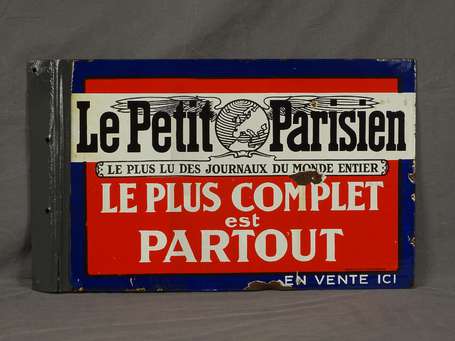 Le Petit Parisien
LE PLUS LU DES JOURNAUX DU MONDE ENTIER
LE PLUS COMPLET
est
PARTOUT
EN VENTE ICI